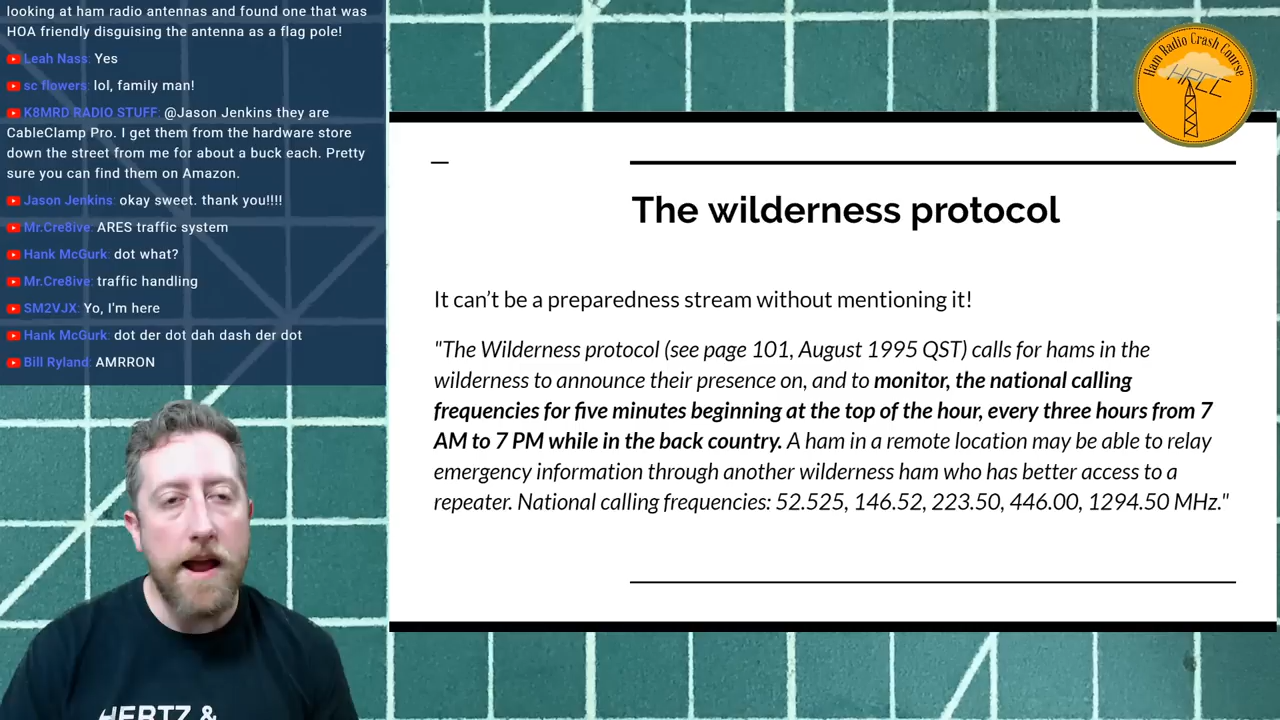 looking at ham radio antennas and found one that was
HOA friendly disguising the antenna as a flag pole!
Leah Nass: Yes
sc flowers: lol, family man!
K8MRD RADIO STUFF: @Jason Jenkins they are
CableClamp Pro. I get them from the hardware store
down the street from me for about a buck each. Pretty
sure you can find them on Amazon.
Jason Jenkins: okay sweet. thank you!!!!
Mr.Cre8ive: ARES traffic system
Hank McGurk: dot what?
Mr.Cre8ive: traffic handling
SM2VJX: Yo, I'm here
Hank McGurk: dot der dot dah dash der dot
Bill Ryland: AMRRON
HERTZ &
Ham Radio Crash Course
HRCC
The wilderness protocol
It can't be a preparedness stream without mentioning it!
"The Wilderness protocol (see page 101, August 1995 QST) calls for hams in the
wilderness to announce their presence on, and to monitor, the national calling
frequencies for five minutes beginning at the top of the hour, every three hours from 7
AM to 7 PM while in the back country. A ham in a remote location may be able to relay
emergency information through another wilderness ham who has better access to a
repeater. National calling frequencies: 52.525, 146.52, 223.50, 446.00, 1294.50 MHz."